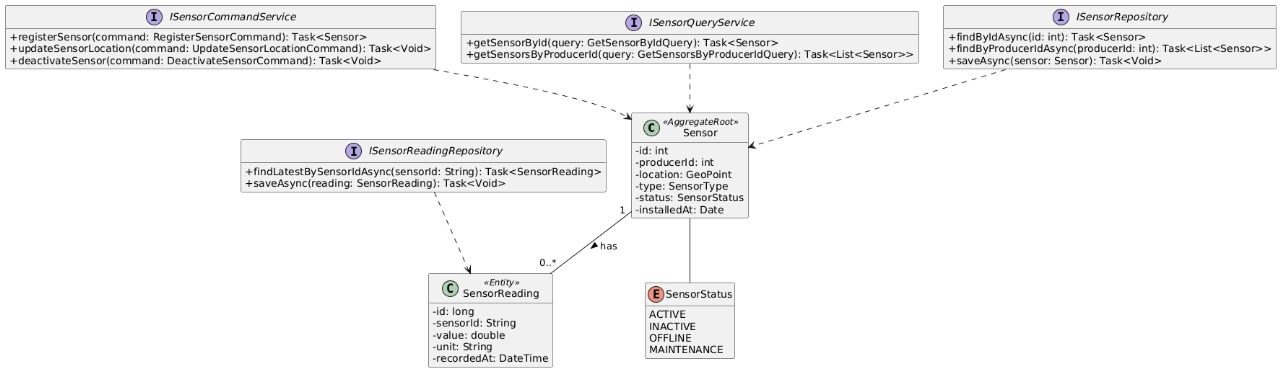 I ISensorCommandService
+registerSensor(command: RegisterSensorCommand): Task<Sensor>
+updateSensorLocation(command: UpdateSensorLocationCommand): Task<Void>
+deactivateSensor(command: DeactivateSensorCommand): Task<Void>
I ISensorQueryService
+getSensorById(query: GetSensorByIdQuery): Task<Sensor>
+getSensorsByProducerId(query: GetSensorsByProducerIdQuery): Task<List<Sensor>>
I ISensorRepository
+findByIdAsync(id: int): Task<Sensor>
+findByProducerIdAsync(producerId: int): Task<List<Sensor>>
+saveAsync(sensor: Sensor): Task<Void>
C «AggregateRoot»
Sensor
-id: int
-producerId: int
-location: GeoPoint
-type: SensorType
-status: SensorStatus
-installedAt: Date
I ISensorReadingRepository
+findLatestBySensorIdAsync(sensorId: String): Task<SensorReading>
+saveAsync(reading: SensorReading): Task<Void>
1
has
0..*
C «Entity»
SensorReading
-id: long
-sensorId: String
-value: double
-unit: String
-recordedAt: DateTime
E SensorStatus
ACTIVE
INACTIVE
OFFLINE
MAINTENANCE